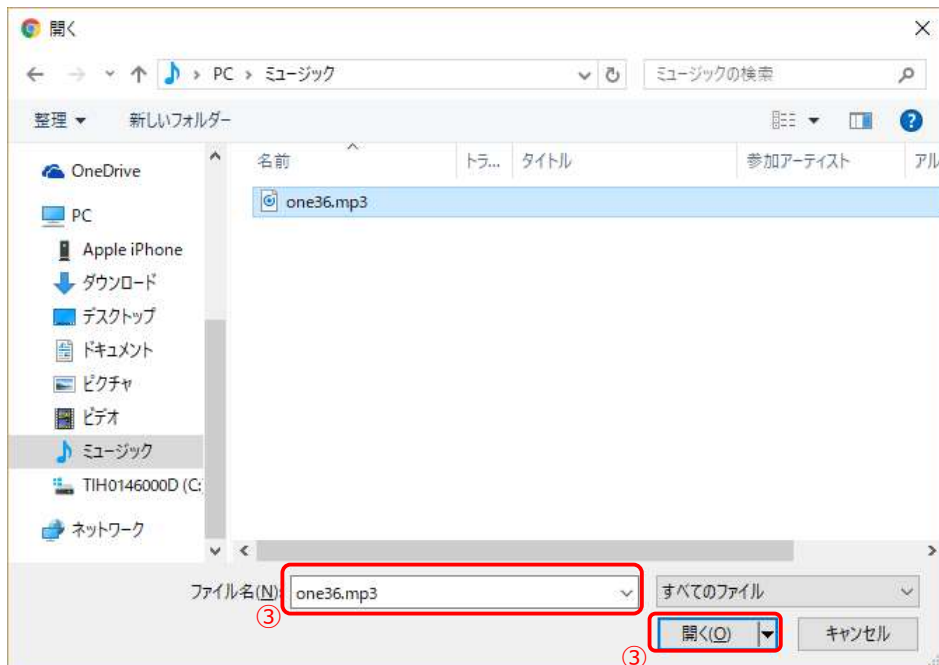 開く
PC > ミュージック
ミュージックの検索
整理
新しいフォルダー
OneDrive
PC
Apple iPhone
ダウンロード
デスクトップ
ドキュメント
ピクチャ
ビデオ
ミュージック
TIH0146000D (C:
ネットワーク
名前 トラ... タイトル 参加アーティスト アル
one36.mp3
ファイル名(N): one36.mp3
すべてのファイル
③
開く(O)
キャンセル
③